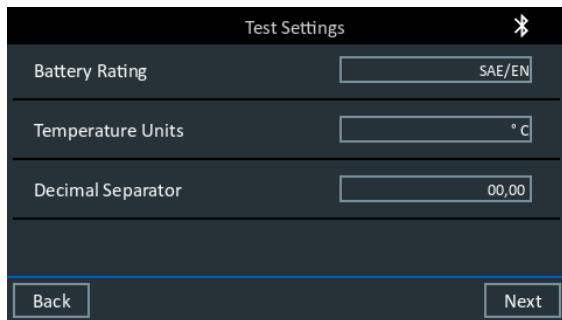 Test Settings
Battery Rating SAE/EN
Temperature Units ° C
Decimal Separator 00,00
Back Next